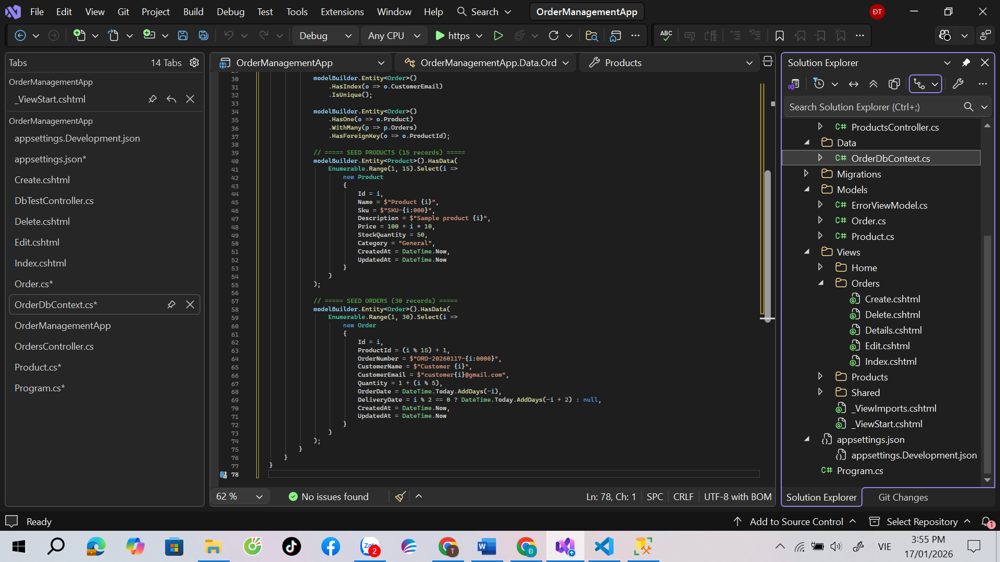 File Edit View Git Project Build Debug Test Tools Extensions Window Help Search OrderManagementApp ĐT
Debug Any CPU https ABC
Tabs 14 Tabs
OrderManagementApp
_ViewStart.cshtml
OrderManagementApp
appsettings.Development.json
appsettings.json*
Create.cshtml
DbTestController.cs
Delete.cshtml
Edit.cshtml
Index.cshtml
Order.cs*
OrderDbContext.cs*
OrderManagementApp
OrdersController.cs
Product.cs*
Program.cs*
OrderManagementApp OrderManagementApp.Data.Ord Products
30 modelBuilder.Entity<Order>()
31 .HasIndex(o => o.CustomerEmail)
32 .IsUnique();
33
34 modelBuilder.Entity<Order>()
35 .HasOne(o => o.Product)
36 .WithMany(p => p.Orders)
37 .HasForeignKey(o => o.ProductId);
38
39 // ===== SEED PRODUCTS (15 records) =====
40 modelBuilder.Entity<Product>().HasData(
41 Enumerable.Range(1, 15).Select(i =>
42 new Product
43 {
44 Id = i,
45 Name = $"Product {i}",
46 Sku = $"SKU-{i:000}",
47 Description = $"Sample product {i}",
48 Price = 100 + i * 10,
49 StockQuantity = 50,
50 Category = "General",
51 CreatedAt = DateTime.Now,
52 UpdatedAt = DateTime.Now
53 }
54 )
55 );
56
57 // ===== SEED ORDERS (30 records) =====
58 modelBuilder.Entity<Order>().HasData(
59 Enumerable.Range(1, 30).Select(i =>
60 new Order
61 {
62 Id = i,
63 ProductId = (i % 15) + 1,
64 OrderNumber = $"ORD-20260117-{i:0000}",
65 CustomerName = $"Customer {i}",
66 CustomerEmail = $"customer{i}@gmail.com",
67 Quantity = 1 + (i % 5),
68 OrderDate = DateTime.Today.AddDays(-i),
69 DeliveryDate = i % 2 == 0 ? DateTime.Today.AddDays(-i + 2) : null,
70 CreatedAt = DateTime.Now,
71 UpdatedAt = DateTime.Now
72 }
73 )
74 );
75 }
76 }
77 }
78
62 % No issues found Ln: 78, Ch: 1 SPC CRLF UTF-8 with BOM
Solution Explorer
Search Solution Explorer (Ctrl+;)
C# ProductsController.cs
Data
C# OrderDbContext.cs
Migrations
Models
C# ErrorViewModel.cs
C# Order.cs
C# Product.cs
Views
Home
Orders
Create.cshtml
Delete.cshtml
Details.cshtml
Edit.cshtml
Index.cshtml
Products
Shared
_ViewImports.cshtml
_ViewStart.cshtml
appsettings.json
appsettings.Development.json
C# Program.cs
Solution Explorer Git Changes
Ready Add to Source Control Select Repository 1
Zalo 2 T W Đ VIE 3:55 PM
17/01/2026